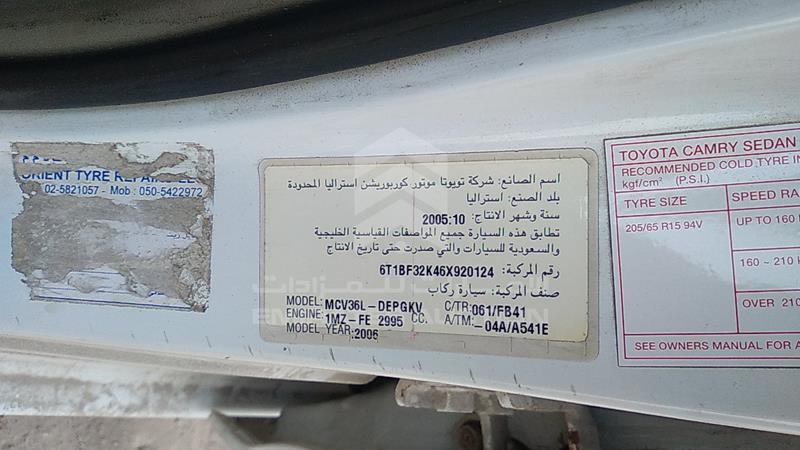 ORIENT TYRE REPAIR
02-5821057 - Mob : 050-5422972
اسم الصانع: شركة تويوتا موتور كوربوريشن استراليا المحدودة
بلد الصنع: استراليا
سنة وشهر الانتاج: 2005:10
تطابق هذه السيارة جميع المواصفات القياسية الخليجية
والسعودية للسيارات والتي صدرت حتى تاريخ الانتاج
رقم المركبة: 6T1BF32K46X920124
صنف المركبة: سيارة ركاب
MODEL: MCV36L-DEPGKV C/TR: 061/FB41
ENGINE: 1MZ-FE 2995 CC. A/TM: -04A/A541E
MODEL YEAR: 2006
TOYOTA CAMRY SEDAN
RECOMMENDED COLD TYRE
kgf/cm² (P.S.I.)
TYRE SIZE SPEED
205/65 R15 94V UP TO 160
160 ~ 210
OVER 210
SEE OWNERS MANUAL FOR